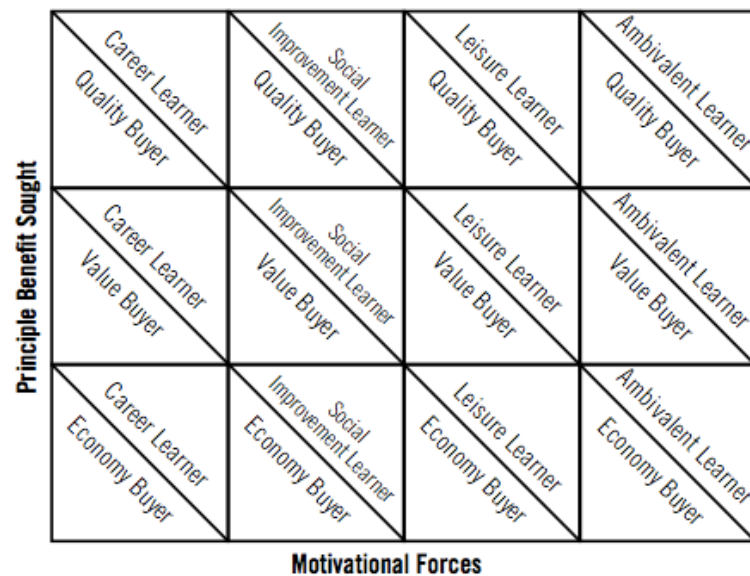 Career Learner
Quality Buyer
Social
Improvement Learner
Quality Buyer
Leisure Learner
Quality Buyer
Ambivalent Learner
Quality Buyer
Career Learner
Value Buyer
Social
Improvement Learner
Value Buyer
Leisure Learner
Value Buyer
Ambivalent Learner
Value Buyer
Career Learner
Economy Buyer
Social
Improvement Learner
Economy Buyer
Leisure Learner
Economy Buyer
Ambivalent Learner
Economy Buyer
Principle Benefit Sought
Motivational Forces